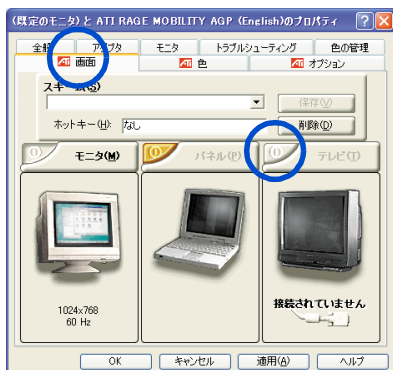 (既定のモニタ) と ATI RAGE MOBILITY AGP (English)のプロパティ
全般 アダプタ モニタ トラブルシューティング 色の管理
ATI 画面 ATI 色 ATI オプション
スキーム(S)
保存(V)
ホットキー(H): なし 削除(D)
モニタ(M) パネル(P) テレビ(T)
1024x768
60 Hz
接続されていません
OK キャンセル 適用(A) ヘルプ